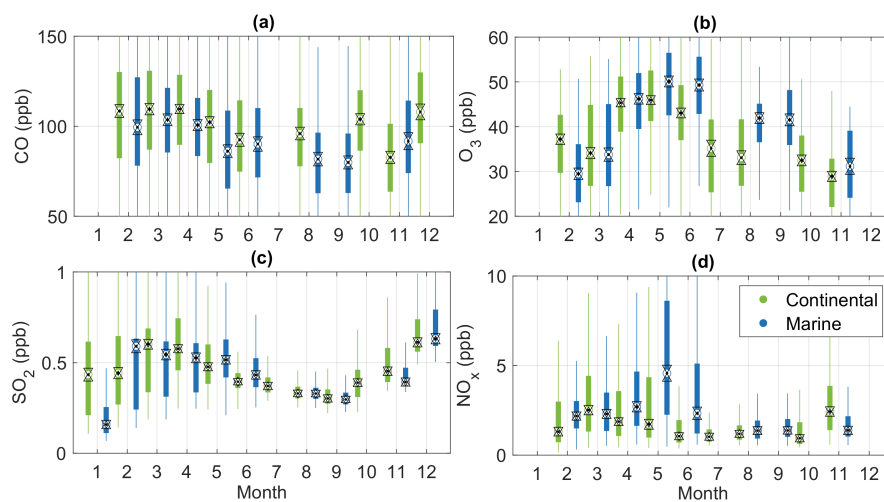 (a)
150
100
50
CO (ppb)
1 2 3 4 5 6 7 8 9 10 11 12
(b)
60
50
40
30
20
O3 (ppb)
1 2 3 4 5 6 7 8 9 10 11 12
(c)
1
0.5
0
SO2 (ppb)
1 2 3 4 5 6 7 8 9 10 11 12
Month
(d)
10
5
0
NOx (ppb)
Continental
Marine
1 2 3 4 5 6 7 8 9 10 11 12
Month